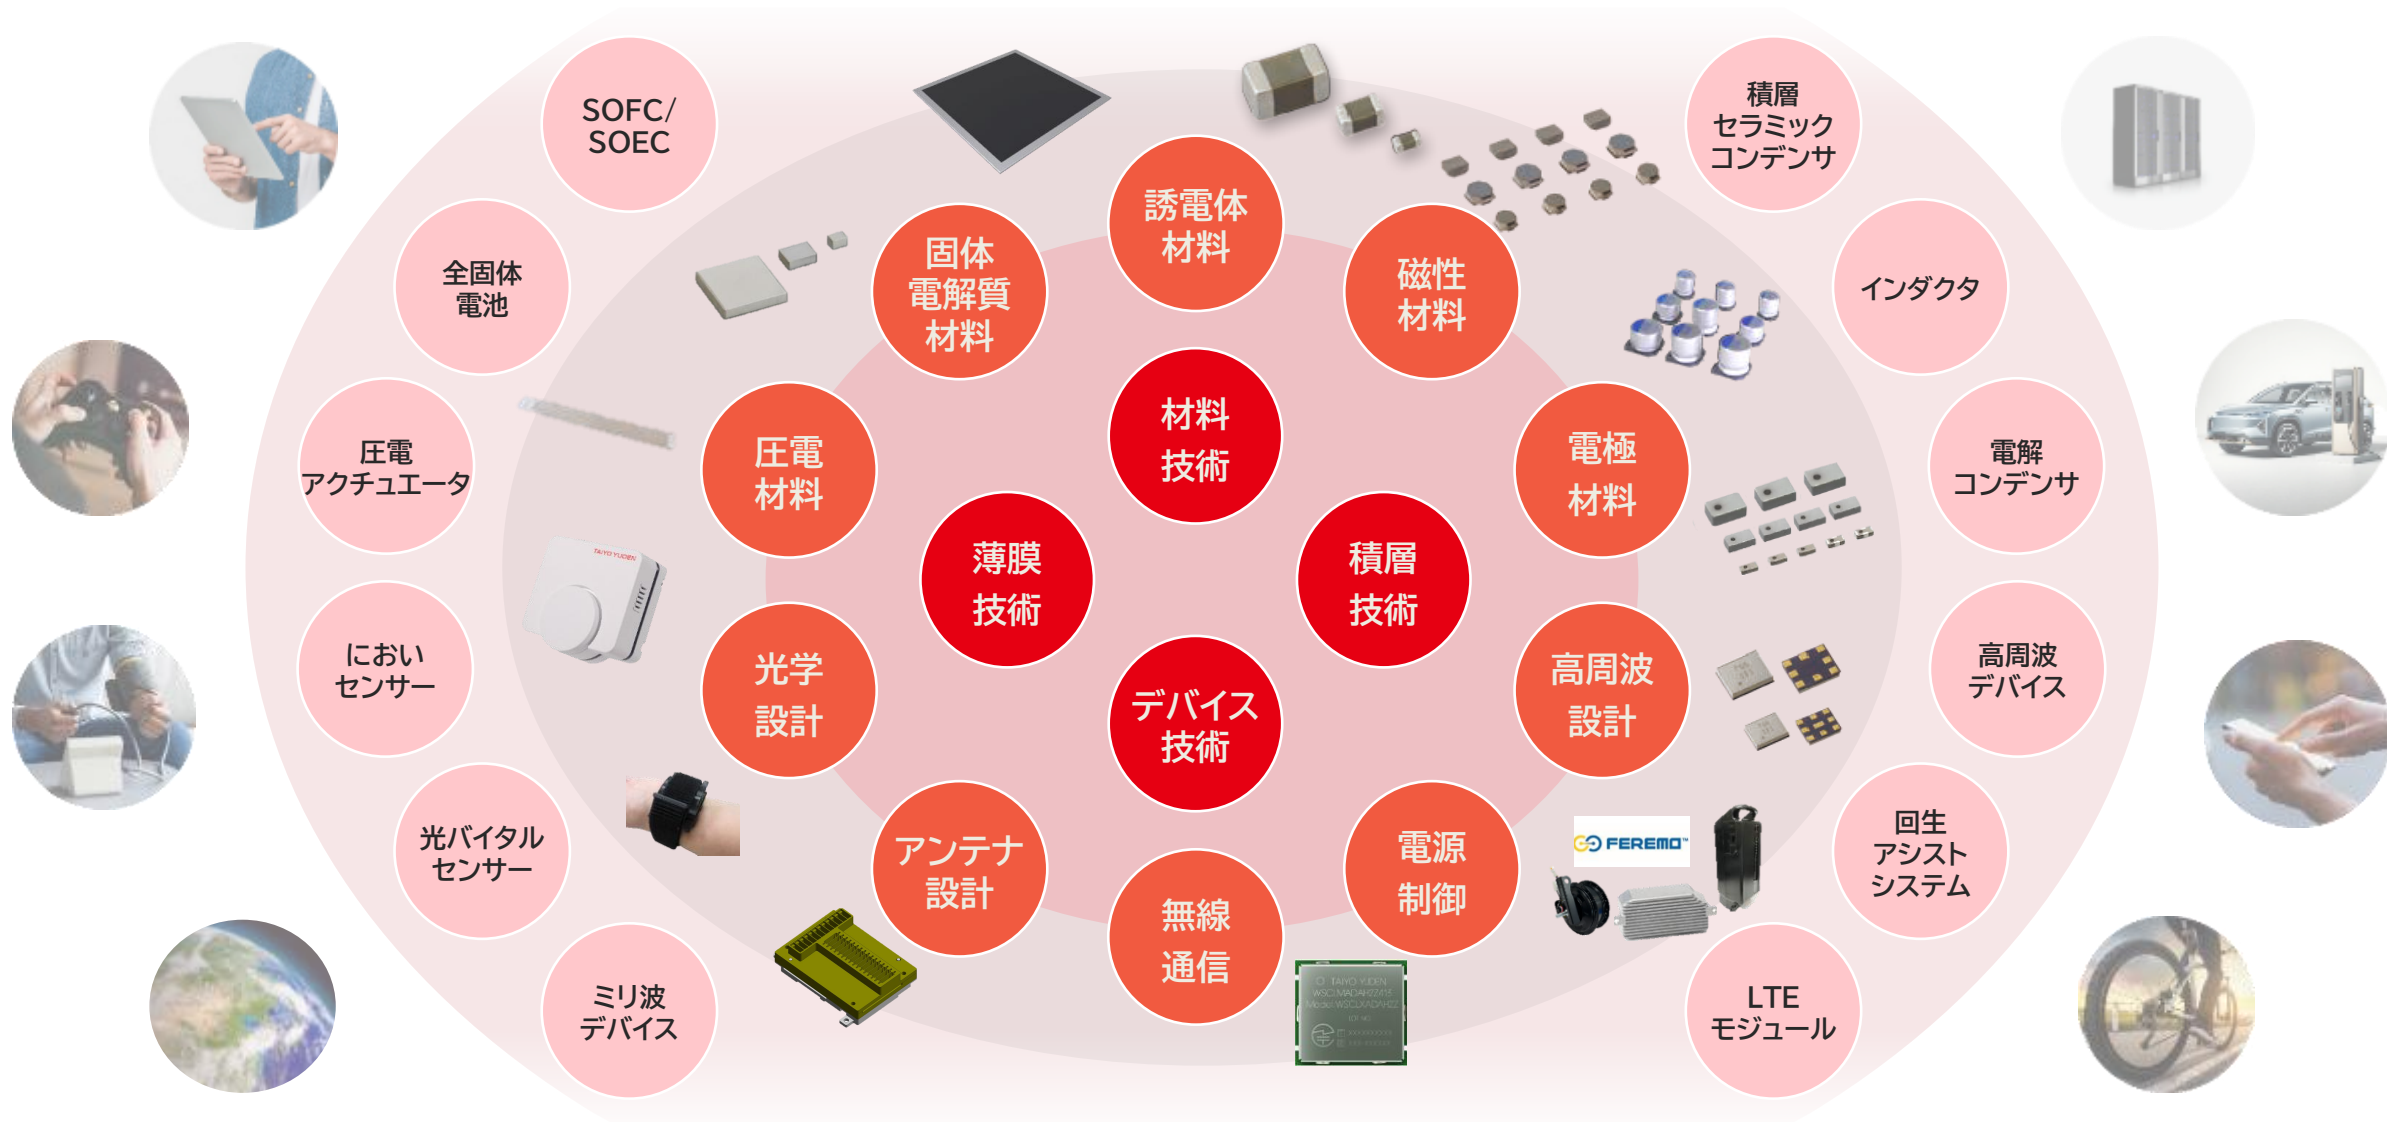 SOFC/
SOEC
積層
セラミック
コンデンサ
誘電体
材料
固体
電解質
材料
磁性
材料
全固体
電池
インダクタ
材料
技術
圧電
アクチュエータ
圧電
材料
電極
材料
電解
コンデンサ
TAIYO YUDEN
薄膜
技術
積層
技術
におい
センサー
光学
設計
デバイス
技術
高周波
設計
高周波
デバイス
光バイタル
センサー
アンテナ
設計
無線
通信
電源
制御
FEREMO™
回生
アシスト
システム
ミリ波
デバイス
TAIYO YUDEN
LTE
モジュール